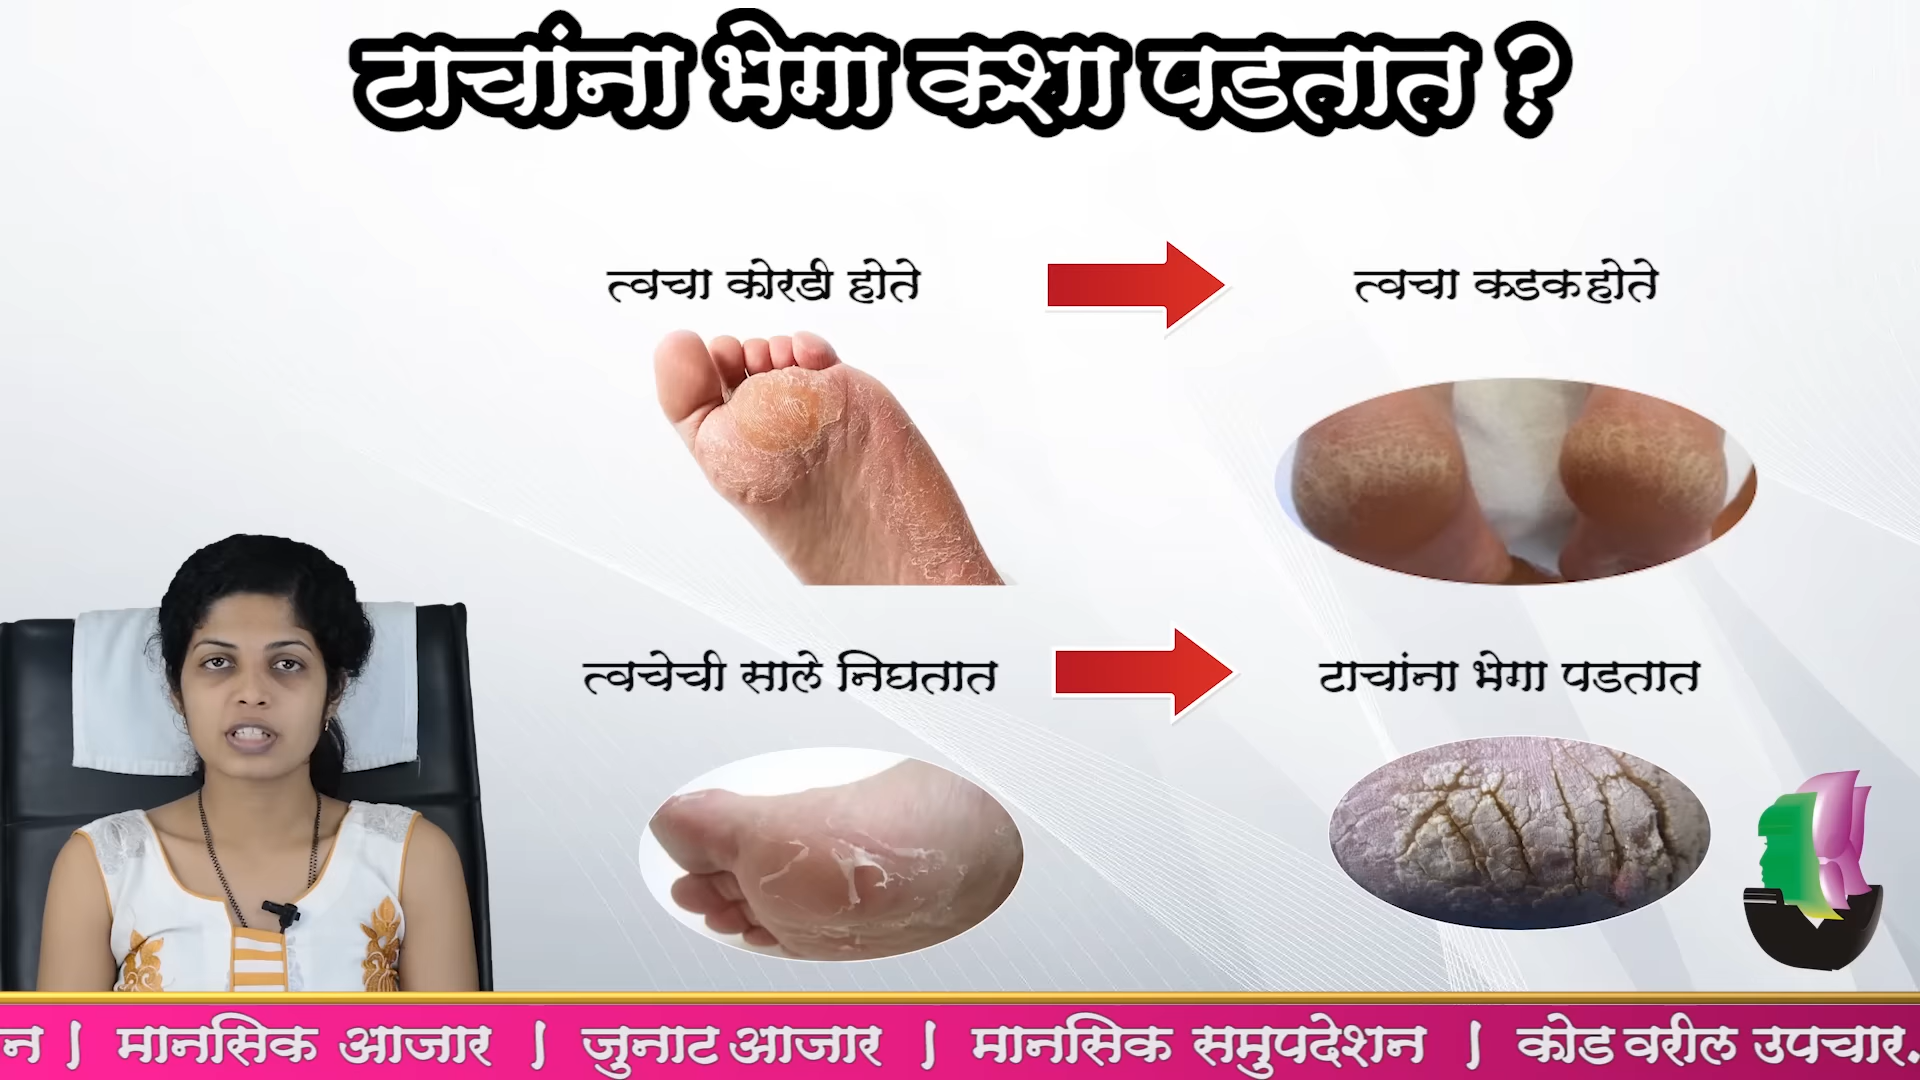 टाचांना भेगा कशा पडतात ?
त्वचा कोरडी होते
त्वचा कडक होते
त्वचेची साले निघतात
टाचांना भेगा पडतात
न | मानसिक आजार | जुनाट आजार | मानसिक समुपदेशन | कोड वरील उपचार.